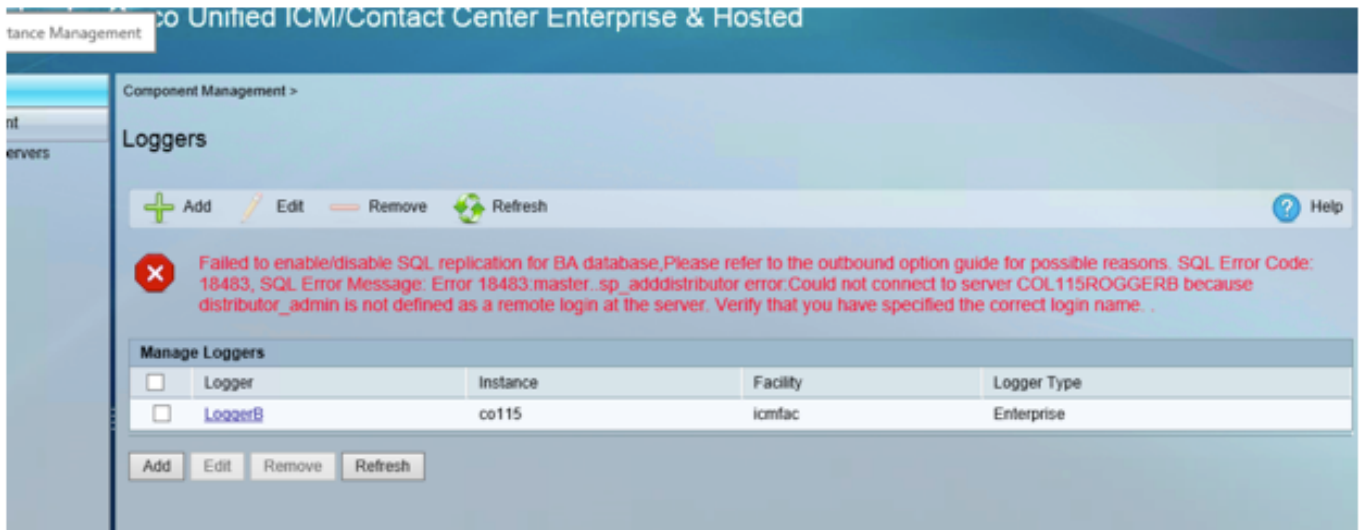 co Unified ICM/Contact Center Enterprise & Hosted
tance Management
Component Management >
nt
Loggers
ervers
Add Edit Remove Refresh Help
Failed to enable/disable SQL replication for BA database,Please refer to the outbound option guide for possible reasons. SQL Error Code:
18483, SQL Error Message: Error 18483:master..sp_adddistributor error:Could not connect to server COL115ROGGERB because
distributor_admin is not defined as a remote login at the server. Verify that you have specified the correct login name. .
Manage Loggers
Logger Instance Facility Logger Type
LoggerB co115 icmfac Enterprise
Add Edit Remove Refresh